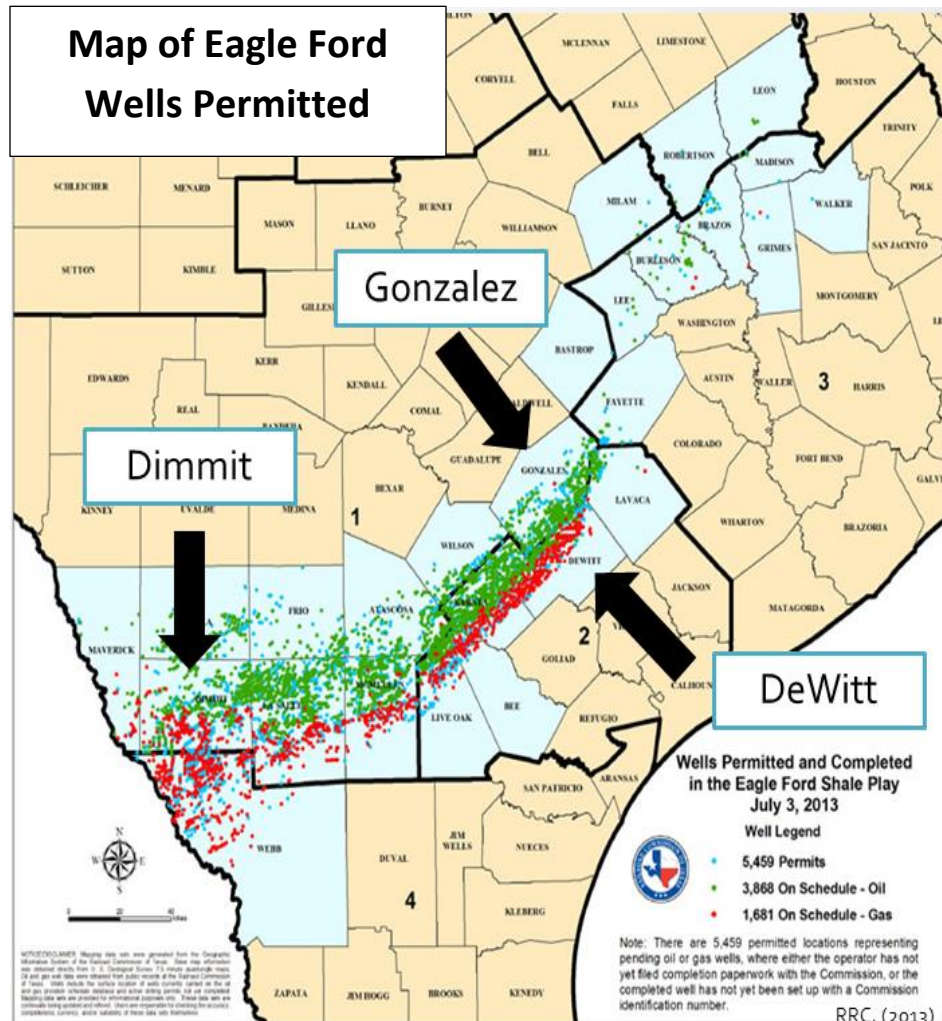 Map of Eagle Ford
Wells Permitted
MCLENNAN
LIMESTONE
CORYELL
FALLS
LEON
HOUSTON
TRINITY
BELL
ROBERTSON
MADISON
POLK
SCHLEICHER
MENARD
MASON
LLANO
BURNET
WILLIAMSON
MILAM
BRAZOS
WALKER
SAN JACINTO
SUTTON
KIMBLE
BURLESON
GRIMES
MONTGOMERY
Gonzalez
LEE
WASHINGTON
EDWARDS
KERR
KENDALL
BASTROP
AUSTIN
WALLER
3
HARRIS
REAL
COMAL
FAYETTE
COLORADO
Dimmit
GUADALUPE
GONZALES
FORT BEND
BEXAR
LAVACA
KINNEY
UVALDE
MEDINA
1
WHARTON
BRAZORIA
WILSON
DEWITT
FRIO
ATASCOSA
JACKSON
MATAGORDA
MAVERICK
2
GOLIAD
DeWitt
LIVE OAK
BEE
REFUGIO
ARANSAS
SAN PATRICIO
Wells Permitted and Completed
in the Eagle Ford Shale Play
July 3, 2013
Well Legend
5,459 Permits
3,868 On Schedule - Oil
1,681 On Schedule - Gas
WEBB
DUVAL
JIM
WELLS
NUECES
4
KLEBERG
N
W
E
S
Note: There are 5,459 permitted locations representing
pending oil or gas wells, where either the operator has not
yet filed completion paperwork with the Commission, or the
completed well has not yet been set up with a Commission
identification number.
ZAPATA
JIM HOGG
BROOKS
KENEDY
RRC. (2013)